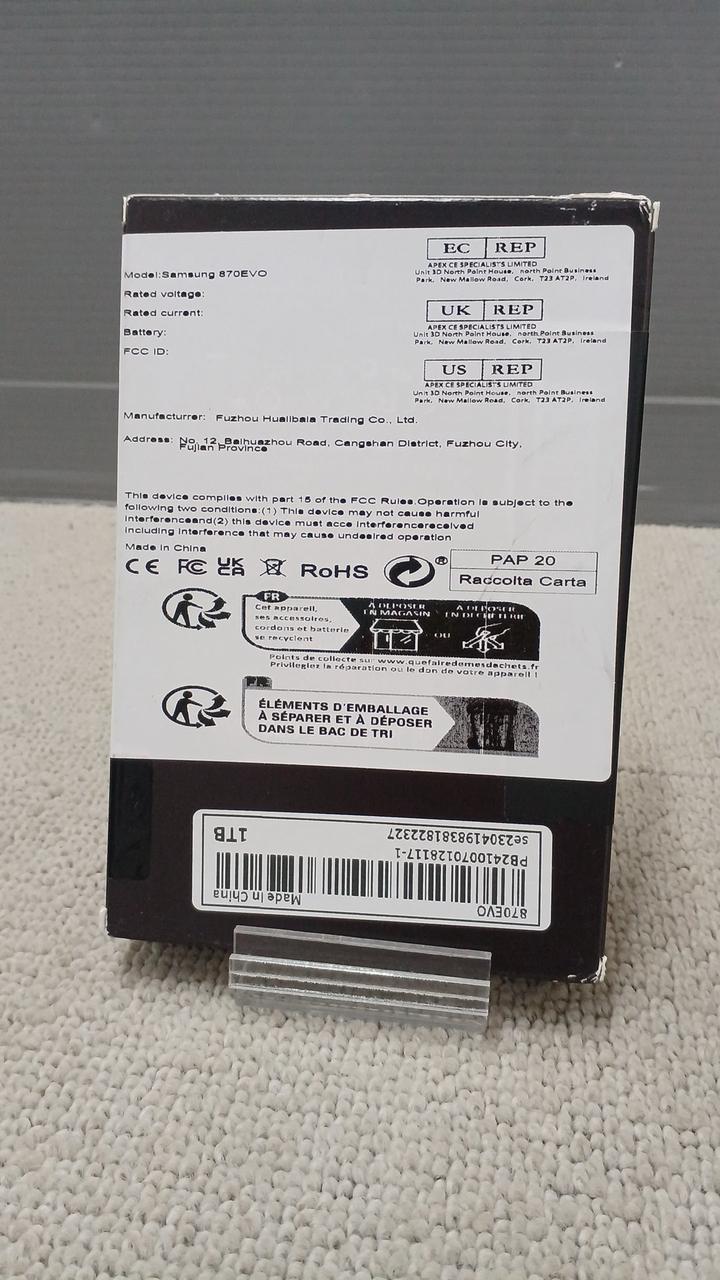 EC REP
APEX CE SPECIALISTS LIMITED
Unit 3D North Point House, north Point Business
Park, New Mallow Road, Cork, T23 AT2P, Ireland
Model:Samsung 870EVO
Rated voltage:
Rated current:
Battery:
FCC ID:
UK REP
APEX CE SPECIALISTS LIMITED
Unit 3D North Point House, north Point Business
Park, New Mallow Road, Cork, T23 AT2P, Ireland
US REP
APEX CE SPECIALISTS LIMITED
Unit 3D North Point House, north Point Business
Park, New Mallow Road, Cork, T23 AT2P, Ireland
Manufacturrer: Fuzhou Hualibala Trading Co., Ltd.
Address: No. 12, Baihuazhou Road, Cangshan District, Fuzhou City,
Fujian Province
This device complies with part 15 of the FCC Rules.Operation is subject to the
following two conditions:(1) This device may not cause harmful
interferenceand(2) this device must acce interferencereceived
including interference that may cause undesired operation
Made in China
CE FC UK CA RoHS ® PAP 20
Raccolta Carta
FR
Cet appareil,
ses accessoires,
cordons et batterie
se recyclent
À DÉPOSER
EN MAGASIN
OU
À DÉPOSER
EN DÉCHÈTERIE
Points de collecte sur www.quefairedemesdechets.fr
Privilégiez la réparation ou le don de votre appareil !
FR
ÉLÉMENTS D'EMBALLAGE
À SÉPARER ET À DÉPOSER
DANS LE BAC DE TRI
870EVO Made In China
PB2410070128117-1
se2304198381822327 1TB